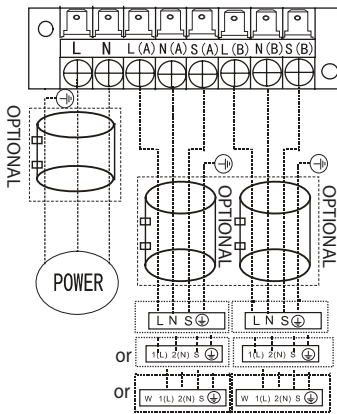 L N L(A) N(A) S(A) L(B) N(B) S(B)
OPTIONAL
OPTIONAL
OPTIONAL
POWER
L N S
L N S
or
1(L) 2(N) S
1(L) 2(N) S
or
W 1(L) 2(N) S
W 1(L) 2(N) S